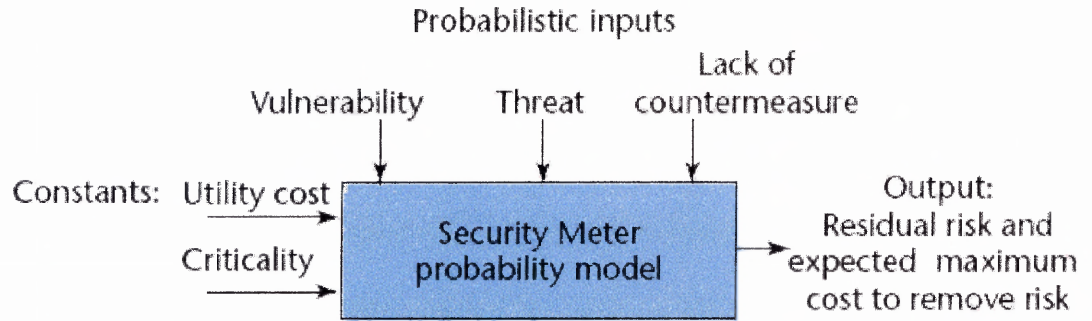 Probabilistic inputs
Vulnerability
Threat
Lack of
countermeasure
Constants:
Utility cost
Criticality
Security Meter
probability model
Output:
Residual risk and
expected maximum
cost to remove risk